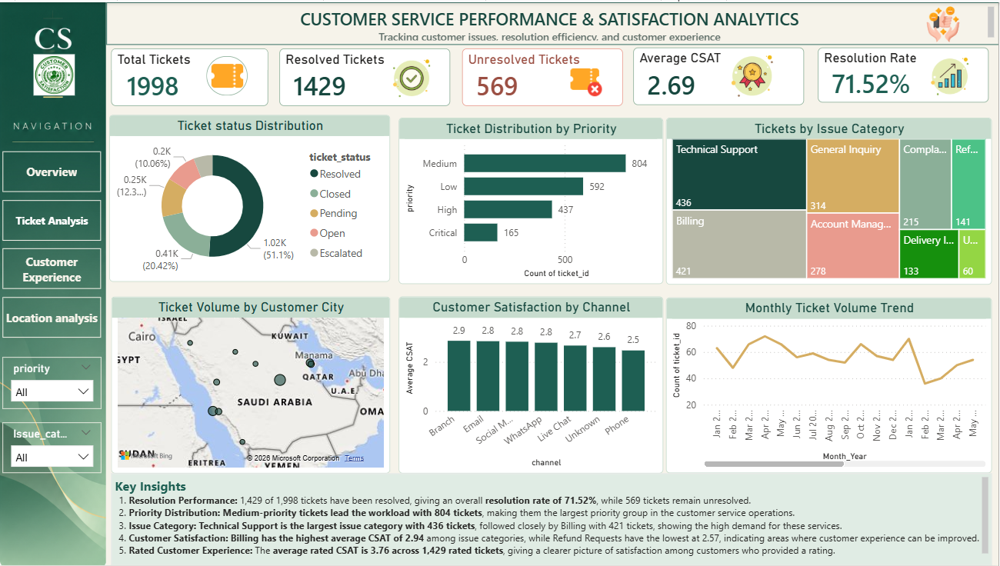 CUSTOMER SERVICE PERFORMANCE & SATISFACTION ANALYTICS
Tracking customer issues, resolution efficiency, and customer experience
CS
CUSTOMER
SATISFACTION
NAVIGATION
Overview
Ticket Analysis
Customer
Experience
Location analysis
priority
All
Issue_cat...
All
Total Tickets
1998
Resolved Tickets
1429
Unresolved Tickets
569
Average CSAT
2.69
Resolution Rate
71.52%
Ticket status Distribution
0.2K
(10.06%)
0.25K
(12.3...)
0.41K
(20.42%)
1.02K
(51.1%)
ticket_status
Resolved
Closed
Pending
Open
Escalated
Ticket Distribution by Priority
priority
Medium
804
Low
592
High
437
Critical
165
0
500
Count of ticket_id
Tickets by Issue Category
Technical Support
436
Billing
421
General Inquiry
314
Account Manag...
278
Compla...
215
Ref...
141
Delivery I...
133
U...
60
Ticket Volume by Customer City
ISRAEL
Cairo
KUWAIT
GYPT
Manama
QATAR
Abu Dha
U.A.E.
SAUDI ARABIA
OMA
SUDAN
Microsoft Bing
ERITREA
YEMEN
© 2026 Microsoft Corporation
Terms
Customer Satisfaction by Channel
Average CSAT
2
0
2.9
2.8
2.8
2.8
2.7
2.6
2.5
Branch
Email
Social M...
WhatsApp
Live Chat
Unknown
Phone
channel
Monthly Ticket Volume Trend
Count of ticket_id
80
60
40
20
Jan 2...
Feb 2...
Mar 2...
Apr 2...
May ...
Jun 2...
Jul 20...
Aug 2...
Sep 2...
Oct 2...
Nov 2...
Dec 2...
Jan 2...
Feb 2...
Mar 2...
Apr 2...
May ...
Month_Year
Key Insights
1. Resolution Performance: 1,429 of 1,998 tickets have been resolved, giving an overall resolution rate of 71.52%, while 569 tickets remain unresolved.
2. Priority Distribution: Medium-priority tickets lead the workload with 804 tickets, making them the largest priority group in the customer service operations.
3. Issue Category: Technical Support is the largest issue category with 436 tickets, followed closely by Billing with 421 tickets, showing the high demand for these services.
4. Customer Satisfaction: Billing has the highest average CSAT of 2.94 among issue categories, while Refund Requests have the lowest at 2.57, indicating areas where customer experience can be improved.
5. Rated Customer Experience: The average rated CSAT is 3.76 across 1,429 rated tickets, giving a clearer picture of satisfaction among customers who provided a rating.